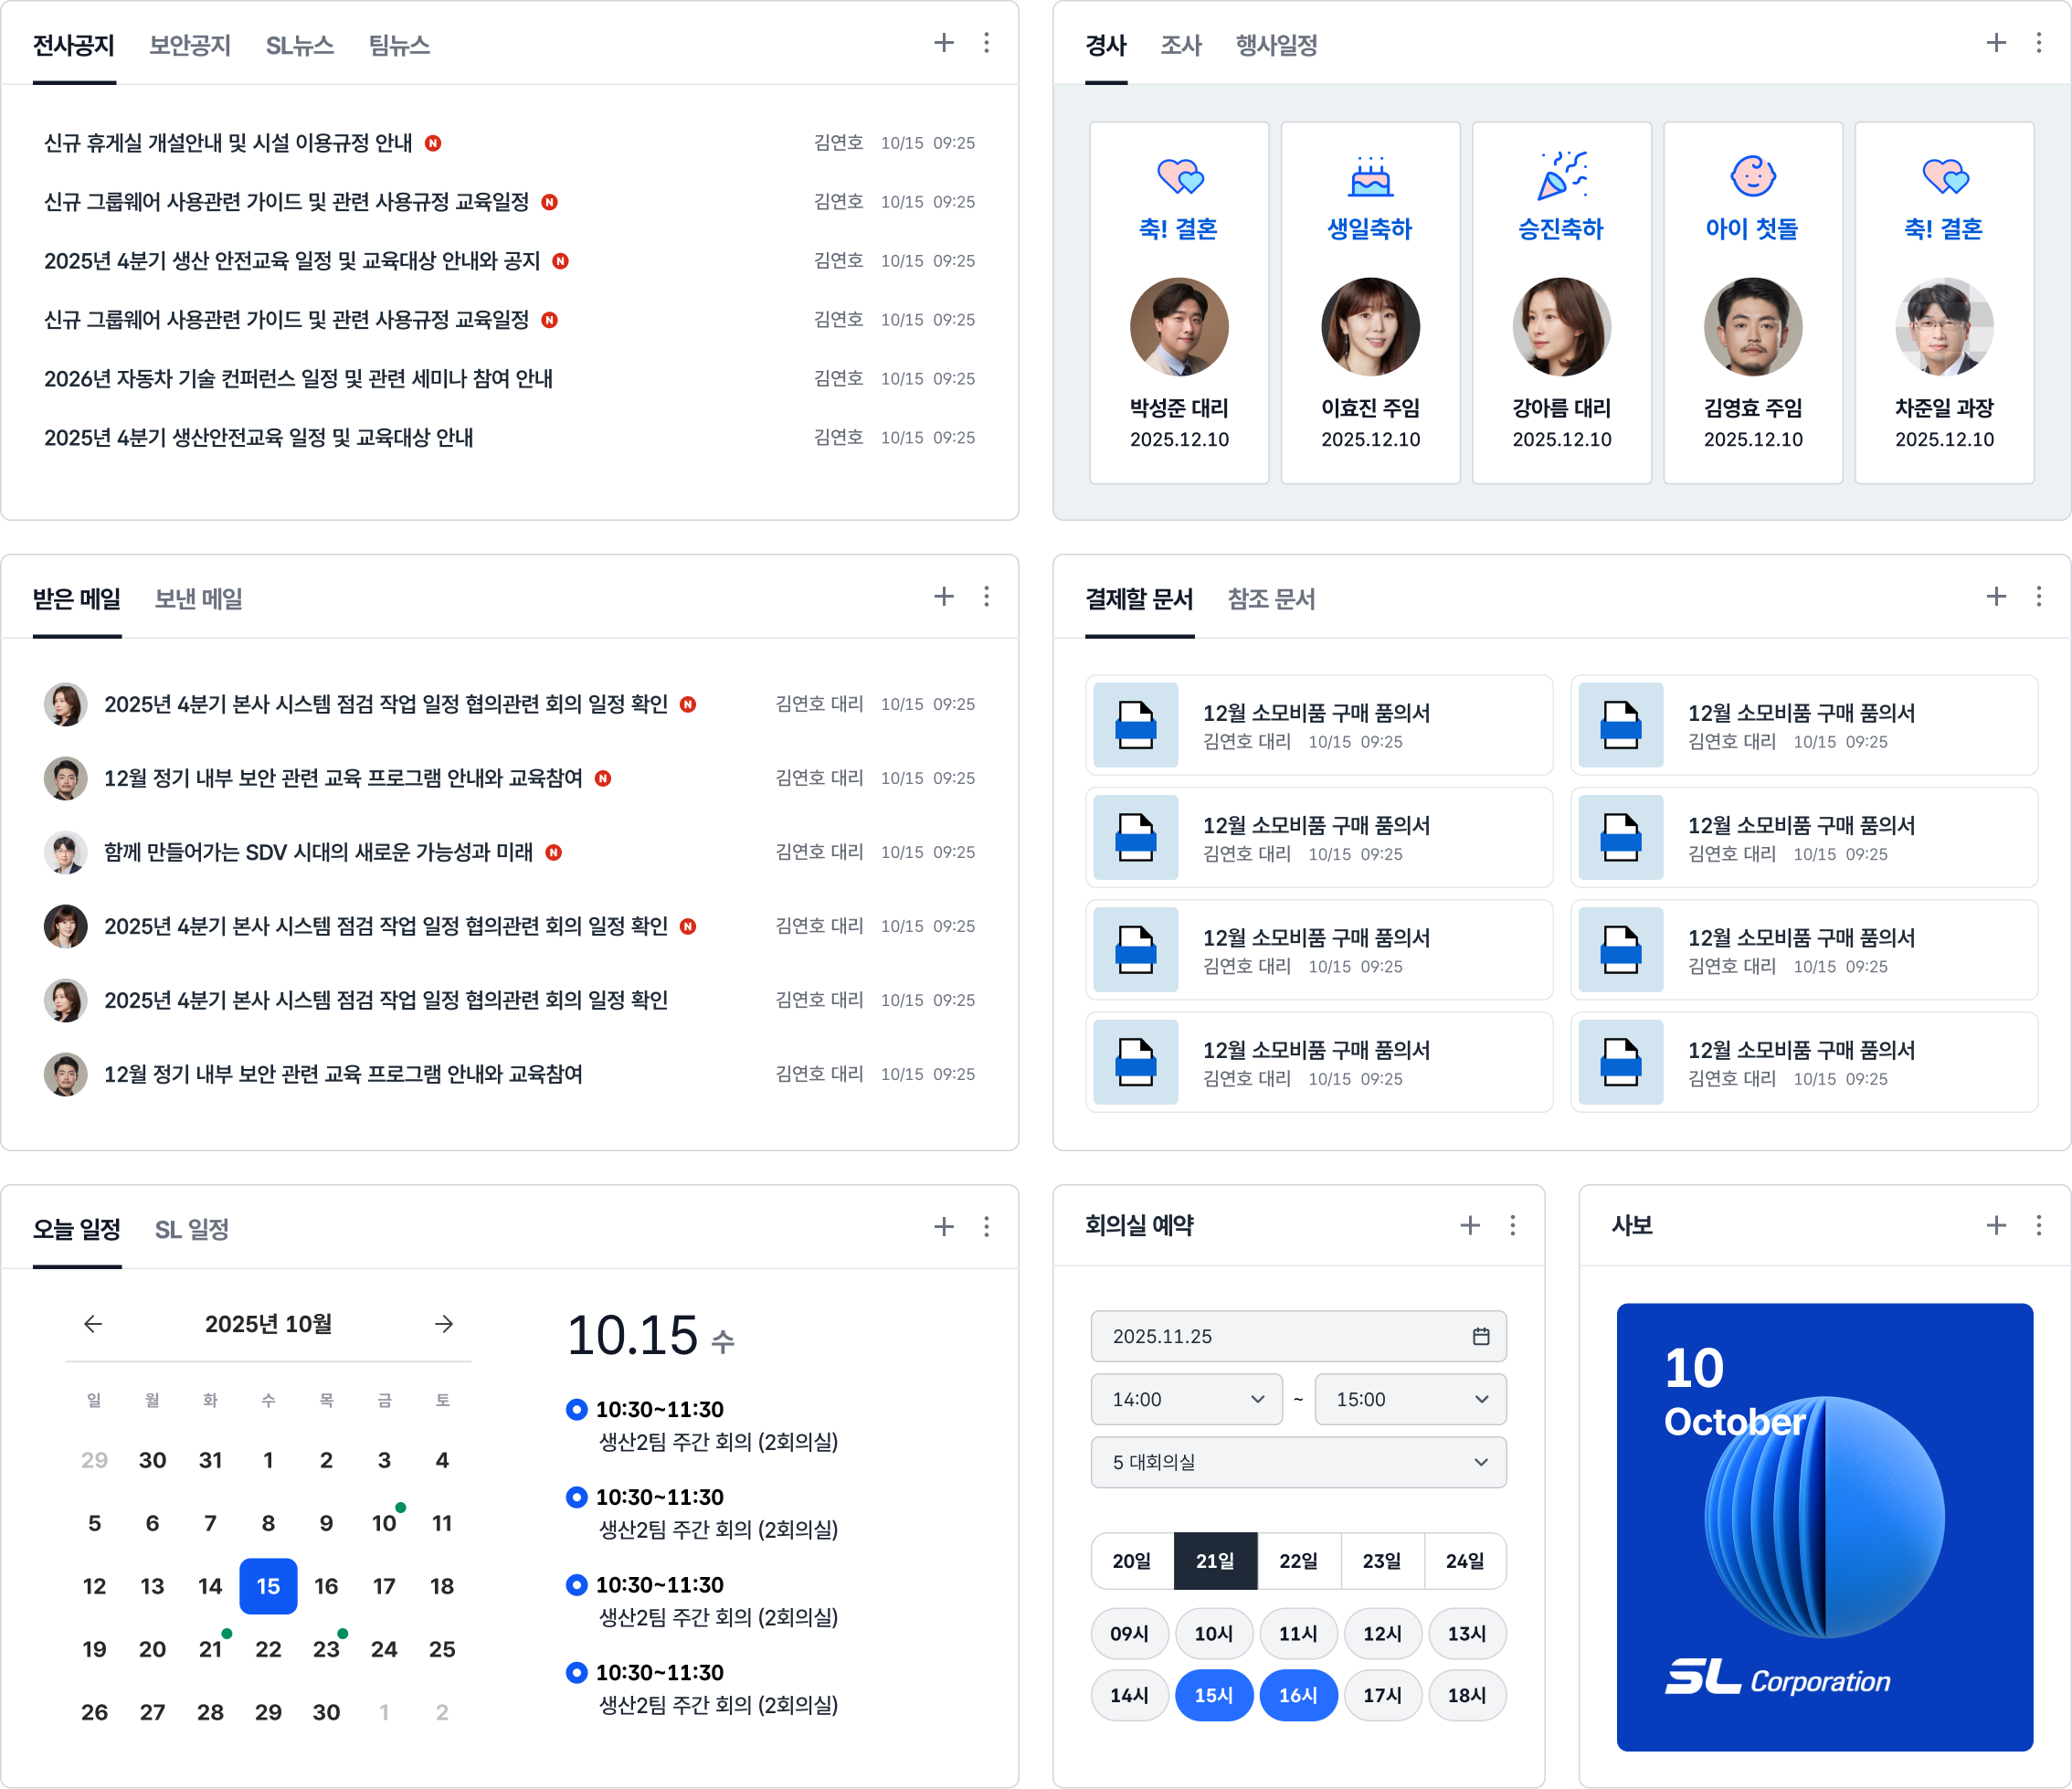 전사공지 보안공지 SL뉴스 팀뉴스
신규 휴게실 개설안내 및 시설 이용규정 안내 N 김연호 10/15 09:25
신규 그룹웨어 사용관련 가이드 및 관련 사용규정 교육일정 N 김연호 10/15 09:25
2025년 4분기 생산 안전교육 일정 및 교육대상 안내와 공지 N 김연호 10/15 09:25
신규 그룹웨어 사용관련 가이드 및 관련 사용규정 교육일정 N 김연호 10/15 09:25
2026년 자동차 기술 컨퍼런스 일정 및 관련 세미나 참여 안내 김연호 10/15 09:25
2025년 4분기 생산안전교육 일정 및 교육대상 안내 김연호 10/15 09:25
경사 조사 행사일정
축! 결혼 생일축하 승진축하 아이 첫돌 축! 결혼
박성준 대리 이효진 주임 강아름 대리 김영효 주임 차준일 과장
2025.12.10 2025.12.10 2025.12.10 2025.12.10 2025.12.10
받은 메일 보낸 메일
2025년 4분기 본사 시스템 점검 작업 일정 협의관련 회의 일정 확인 N 김연호 대리 10/15 09:25
12월 정기 내부 보안 관련 교육 프로그램 안내와 교육참여 N 김연호 대리 10/15 09:25
함께 만들어가는 SDV 시대의 새로운 가능성과 미래 N 김연호 대리 10/15 09:25
2025년 4분기 본사 시스템 점검 작업 일정 협의관련 회의 일정 확인 N 김연호 대리 10/15 09:25
2025년 4분기 본사 시스템 점검 작업 일정 협의관련 회의 일정 확인 김연호 대리 10/15 09:25
12월 정기 내부 보안 관련 교육 프로그램 안내와 교육참여 김연호 대리 10/15 09:25
결제할 문서 참조 문서
12월 소모비품 구매 품의서 12월 소모비품 구매 품의서
김연호 대리 10/15 09:25 김연호 대리 10/15 09:25
12월 소모비품 구매 품의서 12월 소모비품 구매 품의서
김연호 대리 10/15 09:25 김연호 대리 10/15 09:25
12월 소모비품 구매 품의서 12월 소모비품 구매 품의서
김연호 대리 10/15 09:25 김연호 대리 10/15 09:25
12월 소모비품 구매 품의서 12월 소모비품 구매 품의서
김연호 대리 10/15 09:25 김연호 대리 10/15 09:25
오늘 일정 SL 일정
2025년 10월
일 월 화 수 목 금 토
29 30 31 1 2 3 4
5 6 7 8 9 10 11
12 13 14 15 16 17 18
19 20 21 22 23 24 25
26 27 28 29 30 1 2
10.15 수
10:30~11:30
생산2팀 주간 회의 (2회의실)
10:30~11:30
생산2팀 주간 회의 (2회의실)
10:30~11:30
생산2팀 주간 회의 (2회의실)
10:30~11:30
생산2팀 주간 회의 (2회의실)
회의실 예약
2025.11.25
14:00 ~ 15:00
5 대회의실
20일 21일 22일 23일 24일
09시 10시 11시 12시 13시
14시 15시 16시 17시 18시
사보
10
October
SL Corporation